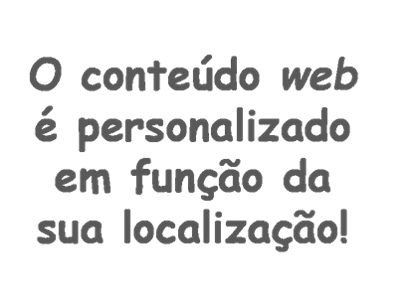 O conteúdo web
é personalizado
em função da
sua localização!